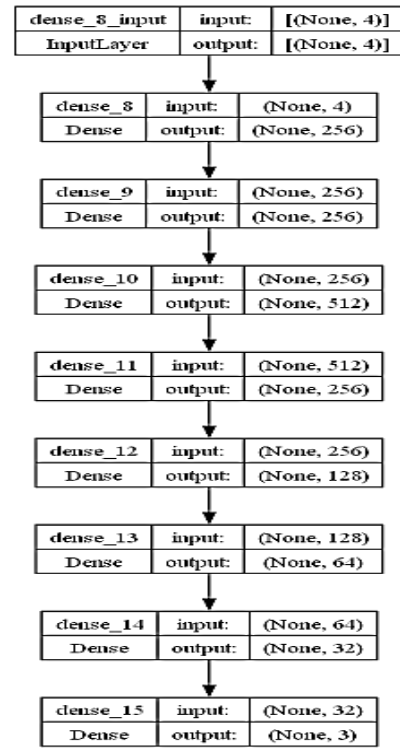 dense_8_input input: [(None, 4)]
InputLayer output: [(None, 4)]
dense_8 input: (None, 4)
Dense output: (None, 256)
dense_9 input: (None, 256)
Dense output: (None, 256)
dense_10 input: (None, 256)
Dense output: (None, 512)
dense_11 input: (None, 512)
Dense output: (None, 256)
dense_12 input: (None, 256)
Dense output: (None, 128)
dense_13 input: (None, 128)
Dense output: (None, 64)
dense_14 input: (None, 64)
Dense output: (None, 32)
dense_15 input: (None, 32)
Dense output: (None, 3)